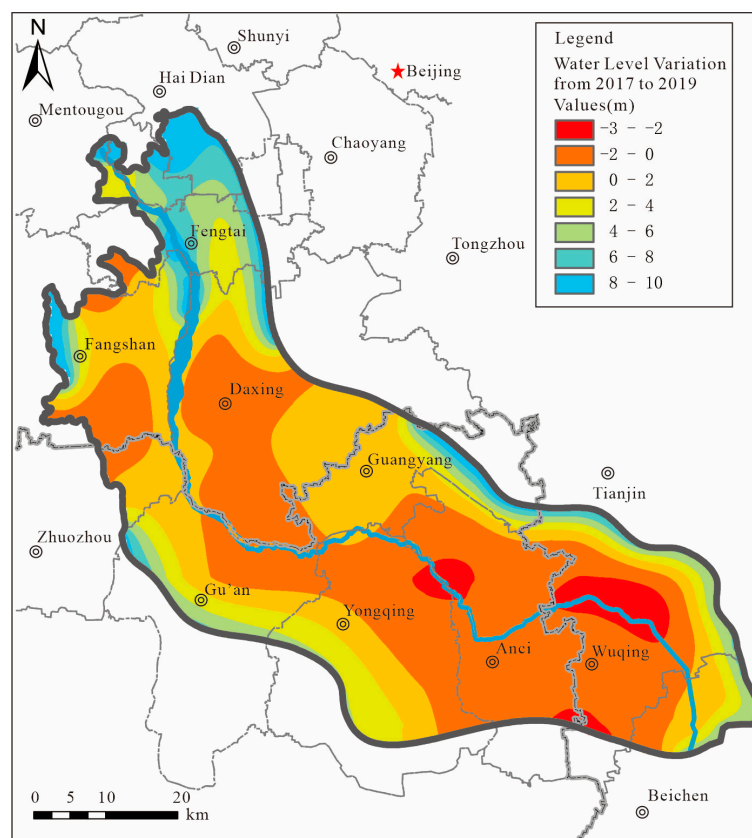 N
Shunyi
Hai Dian
Beijing
Mentougou
Chaoyang
Fengtai
Tongzhou
Fangshan
Daxing
Guangyang
Tianjin
Zhuozhou
Gu'an
Yongqing
Anci
Wuqing
Beichen
Legend
Water Level Variation
from 2017 to 2019
Values(m)
-3 - -2
-2 - 0
0 - 2
2 - 4
4 - 6
6 - 8
8 - 10
0 5 10 20
km